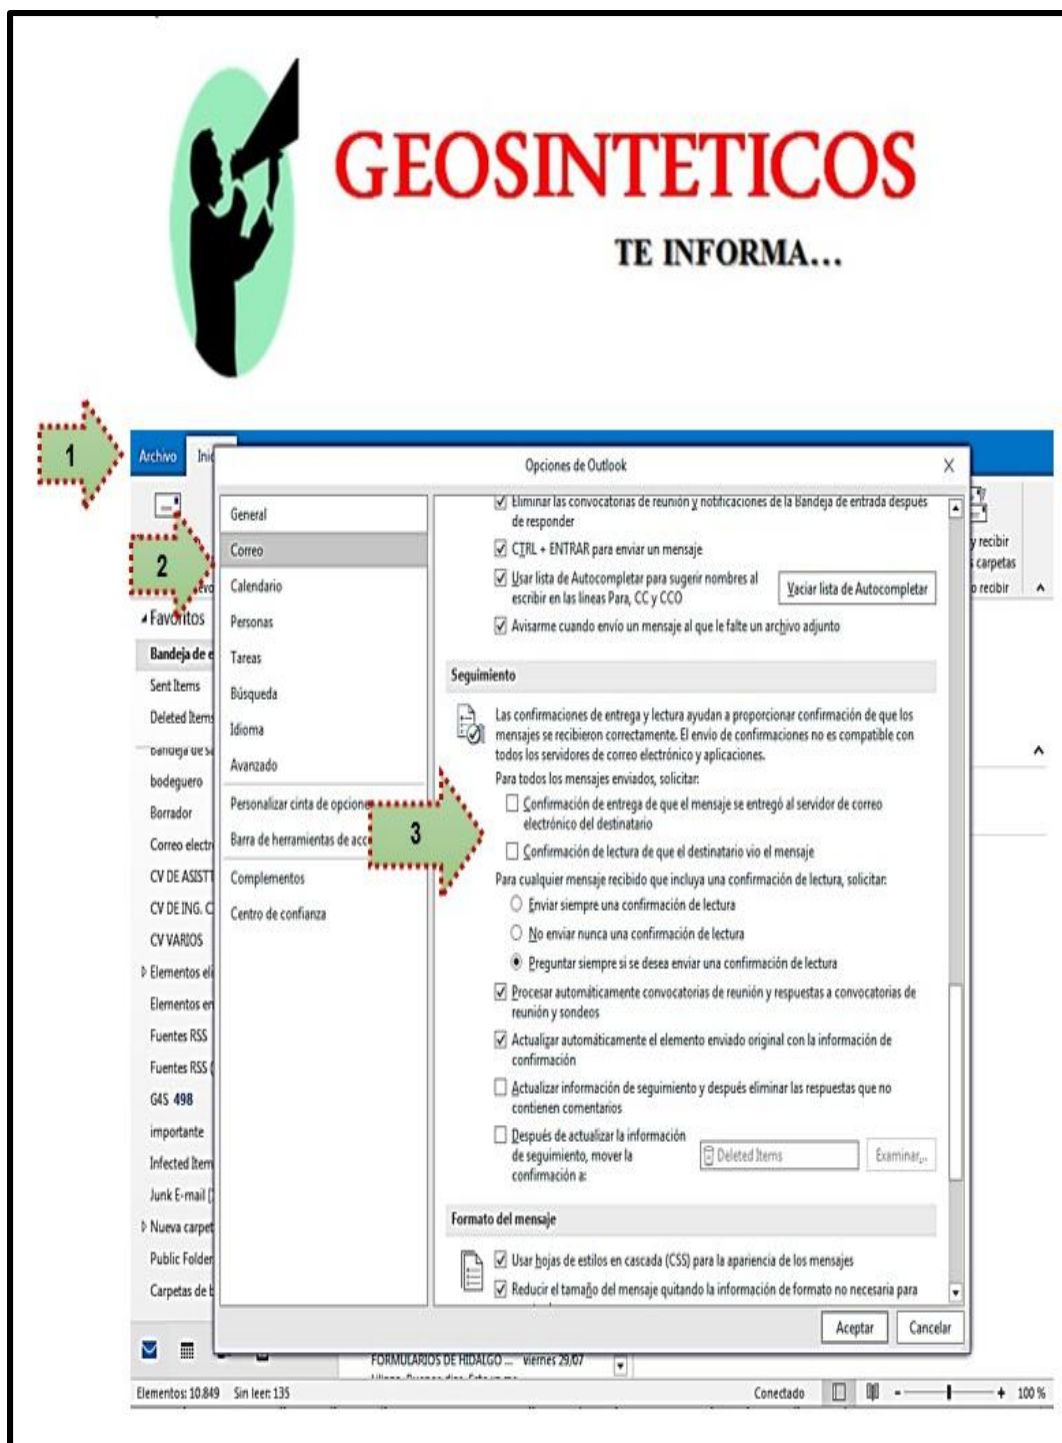 GEOSINTETICOS
TE INFORMA...
1
Archivo
Opciones de Outlook
General
2
Correo
Calendario
Personas
Tareas
Búsqueda
Idioma
Avanzado
Personalizar cinta de opcione
Barra de herramientas de acc
Complementos
Centro de confianza
Eliminar las convocatorias de reunión y notificaciones de la Bandeja de entrada después
de responder
CTRL + ENTRAR para enviar un mensaje
Usar lista de Autocompletar para sugerir nombres al
escribir en las líneas Para, CC y CCO
Vaciar lista de Autocompletar
Avisarme cuando envío un mensaje al que le falte un archivo adjunto
Seguimiento
Las confirmaciones de entrega y lectura ayudan a proporcionar confirmación de que los
mensajes se recibieron correctamente. El envío de confirmaciones no es compatible con
todos los servidores de correo electrónico y aplicaciones.
Para todos los mensajes enviados, solicitar:
3
Confirmación de entrega de que el mensaje se entregó al servidor de correo
electrónico del destinatario
Confirmación de lectura de que el destinatario vio el mensaje
Para cualquier mensaje recibido que incluya una confirmación de lectura, solicitar:
Enviar siempre una confirmación de lectura
No enviar nunca una confirmación de lectura
Preguntar siempre si se desea enviar una confirmación de lectura
Procesar automáticamente convocatorias de reunión y respuestas a convocatorias de
reunión y sondeos
Actualizar automáticamente el elemento enviado original con la información de
confirmación
Actualizar información de seguimiento y después eliminar las respuestas que no
contienen comentarios
Después de actualizar la información
de seguimiento, mover la
confirmación a:
Deleted Items
Examinar...
Formato del mensaje
Usar hojas de estilos en cascada (CSS) para la apariencia de los mensajes
Reducir el tamaño del mensaje quitando la información de formato no necesaria para
Aceptar
Cancelar
y recibir
carpetas
o recibir
Favoritos
Bandeja de e
Sent Items
Deleted Items
Bandeja de sa
bodeguero
Borrador
Correo electr
CV DE ASISTT
CV DE ING. C
CV VARIOS
Elementos eli
Elementos en
Fuentes RSS
Fuentes RSS (
G4S 498
importante
Infected Item
Junk E-mail [
Nueva carpet
Public Folder
Carpetas de b
FORMULARIOS DE HIDALGO ... viernes 29/07
Elementos: 10.849 Sin leer: 135
Conectado
100 %